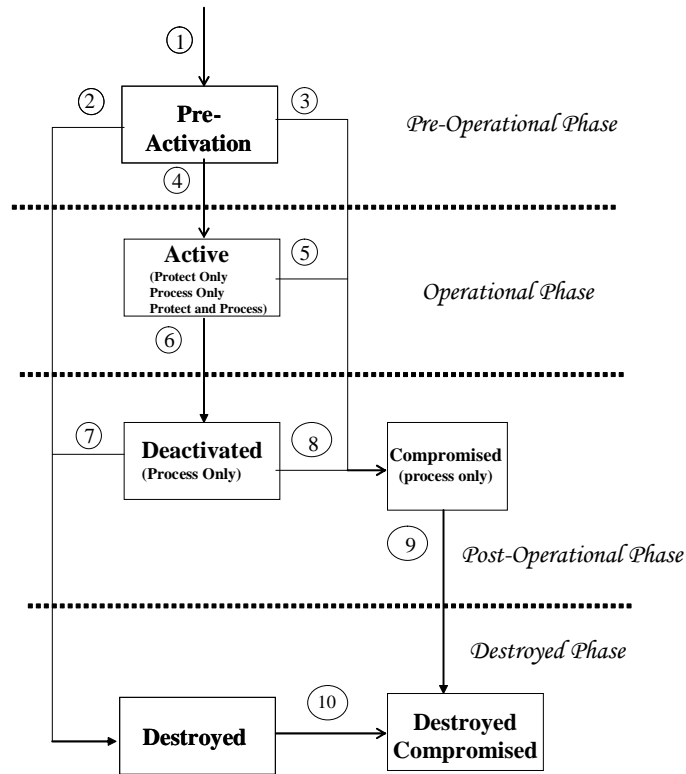 ①
②
③
Pre-
Activation
Pre-Operational Phase
④
Active
(Protect Only
Process Only
Protect and Process)
⑤
Operational Phase
⑥
⑦
Deactivated
(Process Only)
8
Compromised
(process only)
9
Post-Operational Phase
Destroyed Phase
10
Destroyed
Destroyed
Compromised